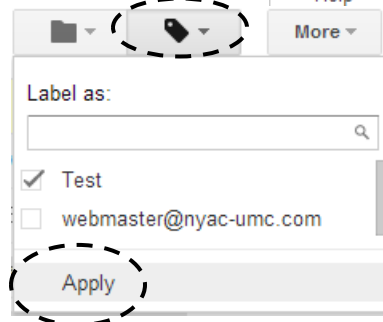 Help
More
Label as:
Test
webmaster@nyac-umc.com
Apply